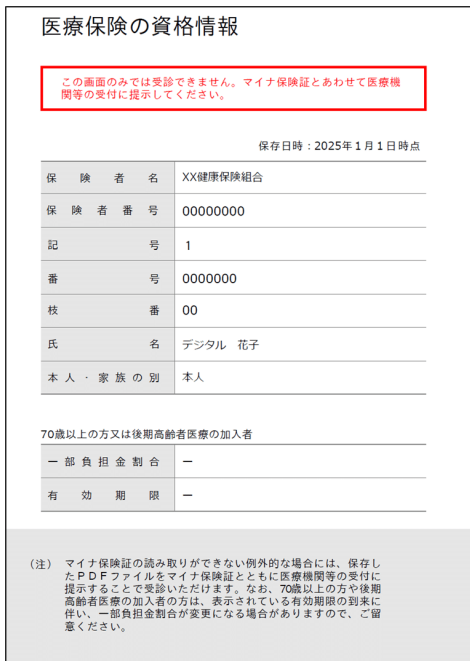 医療保険の資格情報
この画面のみでは受診できません。マイナ保険証とあわせて医療機
関等の受付に提示してください。
保存日時：2025年1月1日時点
保険者名 XX健康保険組合
保険者番号 00000000
記号 1
番号 0000000
枝番 00
氏名 デジタル 花子
本人・家族の別 本人
70歳以上の方又は後期高齢者医療の加入者
一部負担金割合 ー
有効期限 ー
（注） マイナ保険証の読み取りができない例外的な場合には、保存し
たＰＤＦファイルをマイナ保険証とともに医療機関等の受付に
提示することで受診いただけます。なお、70歳以上の方や後期
高齢者医療の加入者の方は、表示されている有効期限の到来に
伴い、一部負担金割合が変更になる場合がありますので、ご留
意ください。